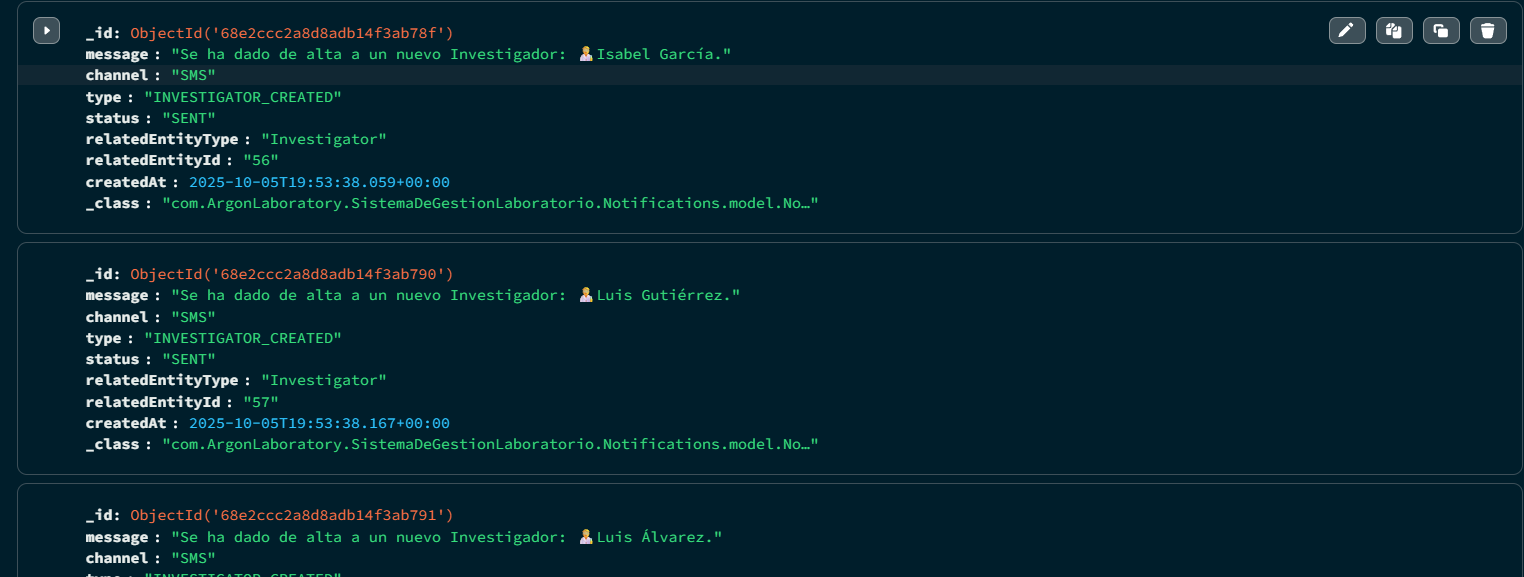 _id: ObjectId('68e2ccc2a8d8adb14f3ab78f')
message : "Se ha dado de alta a un nuevo Investigador: 👩‍🔬Isabel García."
channel : "SMS"
type : "INVESTIGATOR_CREATED"
status : "SENT"
relatedEntityType : "Investigator"
relatedEntityId : "56"
createdAt : 2025-10-05T19:53:38.059+00:00
_class : "com.ArgonLaboratory.SistemaDeGestionLaboratorio.Notifications.model.No…"
_id: ObjectId('68e2ccc2a8d8adb14f3ab790')
message : "Se ha dado de alta a un nuevo Investigador: 👩‍🔬Luis Gutiérrez."
channel : "SMS"
type : "INVESTIGATOR_CREATED"
status : "SENT"
relatedEntityType : "Investigator"
relatedEntityId : "57"
createdAt : 2025-10-05T19:53:38.167+00:00
_class : "com.ArgonLaboratory.SistemaDeGestionLaboratorio.Notifications.model.No…"
_id: ObjectId('68e2ccc2a8d8adb14f3ab791')
message : "Se ha dado de alta a un nuevo Investigador: 👩‍🔬Luis Álvarez."
channel : "SMS"
type : "INVESTIGATOR_CREATED"